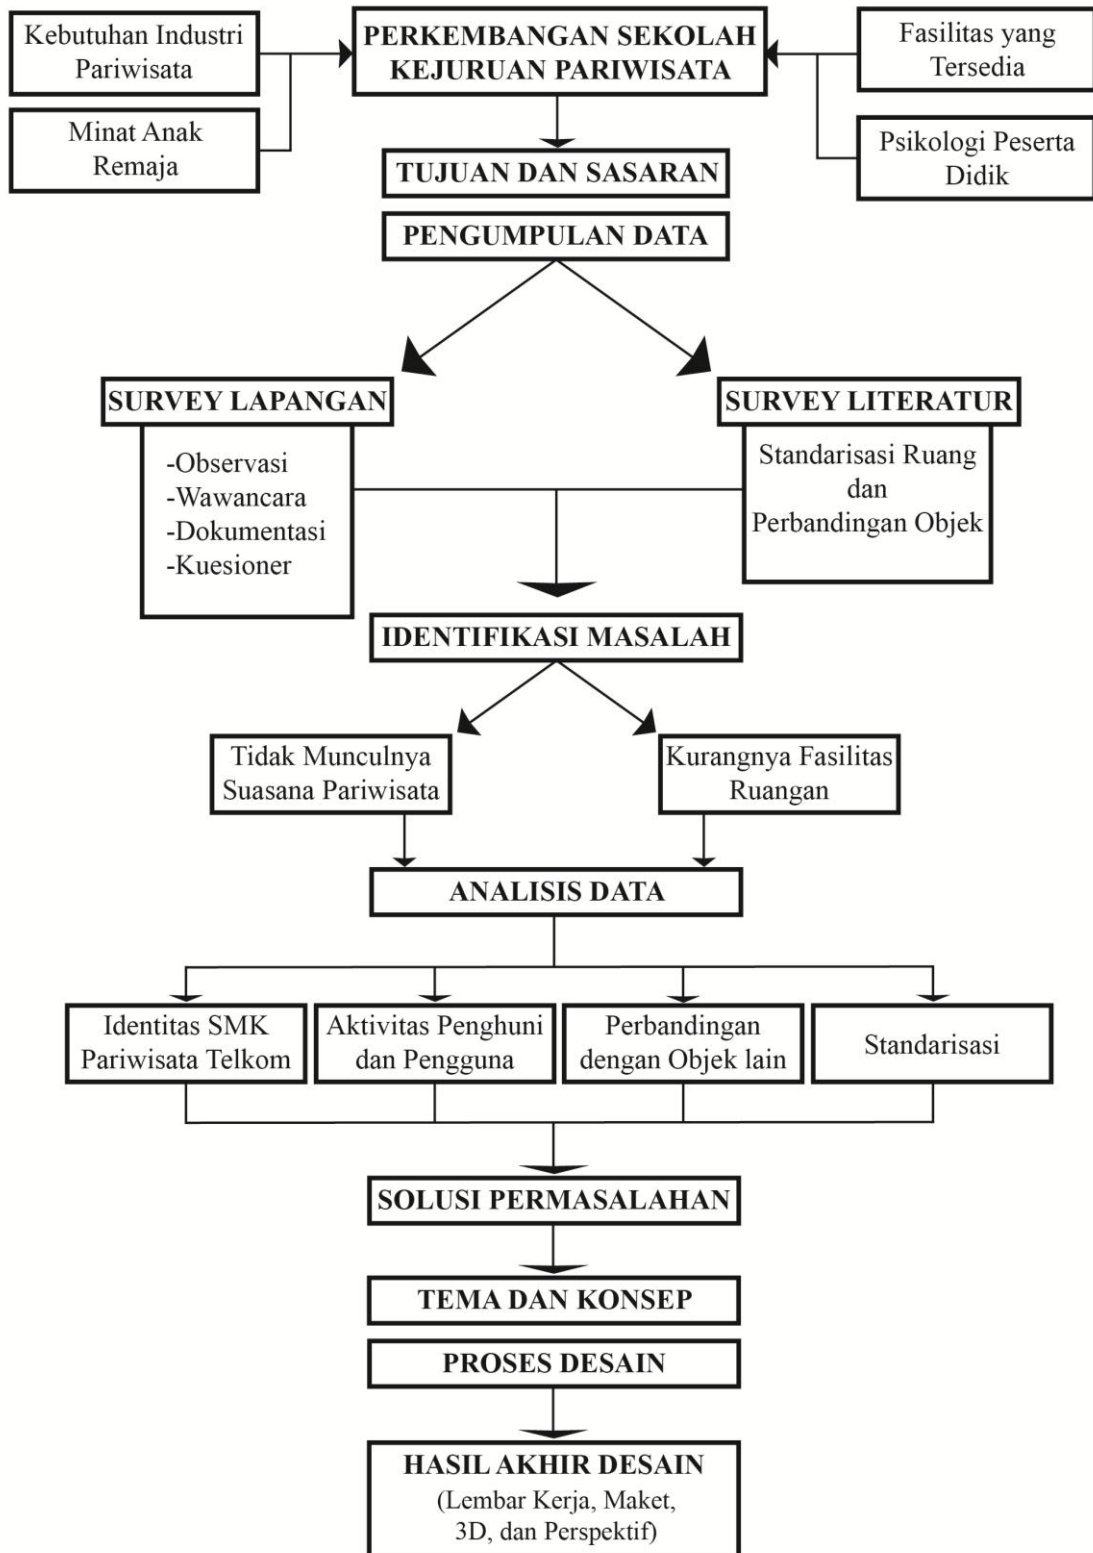 Kebutuhan Industri
Pariwisata
Minat Anak
Remaja
PERKEMBANGAN SEKOLAH
KEJURUAN PARIWISATA
Fasilitas yang
Tersedia
Psikologi Peserta
Didik
TUJUAN DAN SASARAN
PENGUMPULAN DATA
SURVEY LAPANGAN
-Observasi
-Wawancara
-Dokumentasi
-Kuesioner
SURVEY LITERATUR
Standarisasi Ruang
dan
Perbandingan Objek
IDENTIFIKASI MASALAH
Tidak Munculnya
Suasana Pariwisata
Kurangnya Fasilitas
Ruangan
ANALISIS DATA
Identitas SMK
Pariwisata Telkom
Aktivitas Penghuni
dan Pengguna
Perbandingan
dengan Objek lain
Standarisasi
SOLUSI PERMASALAHAN
TEMA DAN KONSEP
PROSES DESAIN
HASIL AKHIR DESAIN
(Lembar Kerja, Maket,
3D, dan Perspektif)